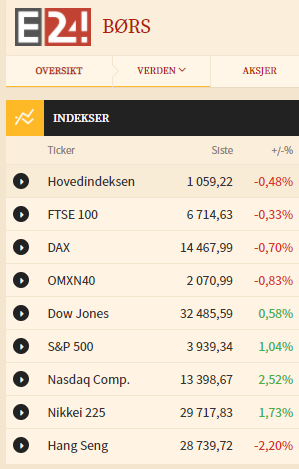 E24! BØRS
OVERSIKT VERDEN AKSJER
INDEKSER
Ticker Siste +/-%
Hovedindeksen 1 059,22 -0,48%
FTSE 100 6 714,63 -0,33%
DAX 14 467,99 -0,70%
OMXN40 2 070,99 -0,83%
Dow Jones 32 485,59 0,58%
S&P 500 3 939,34 1,04%
Nasdaq Comp. 13 398,67 2,52%
Nikkei 225 29 717,83 1,73%
Hang Seng 28 739,72 -2,20%